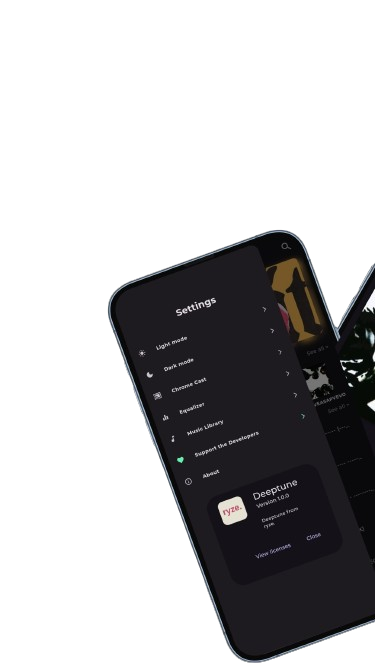 Settings
Light mode
Dark mode
Chrome Cast
Equalizer
Music Library
Support the Developers
About
ryze.
Deeptune
Version 1.0.0
Deeptune from
ryze.
View licenses
Close
See all
See all